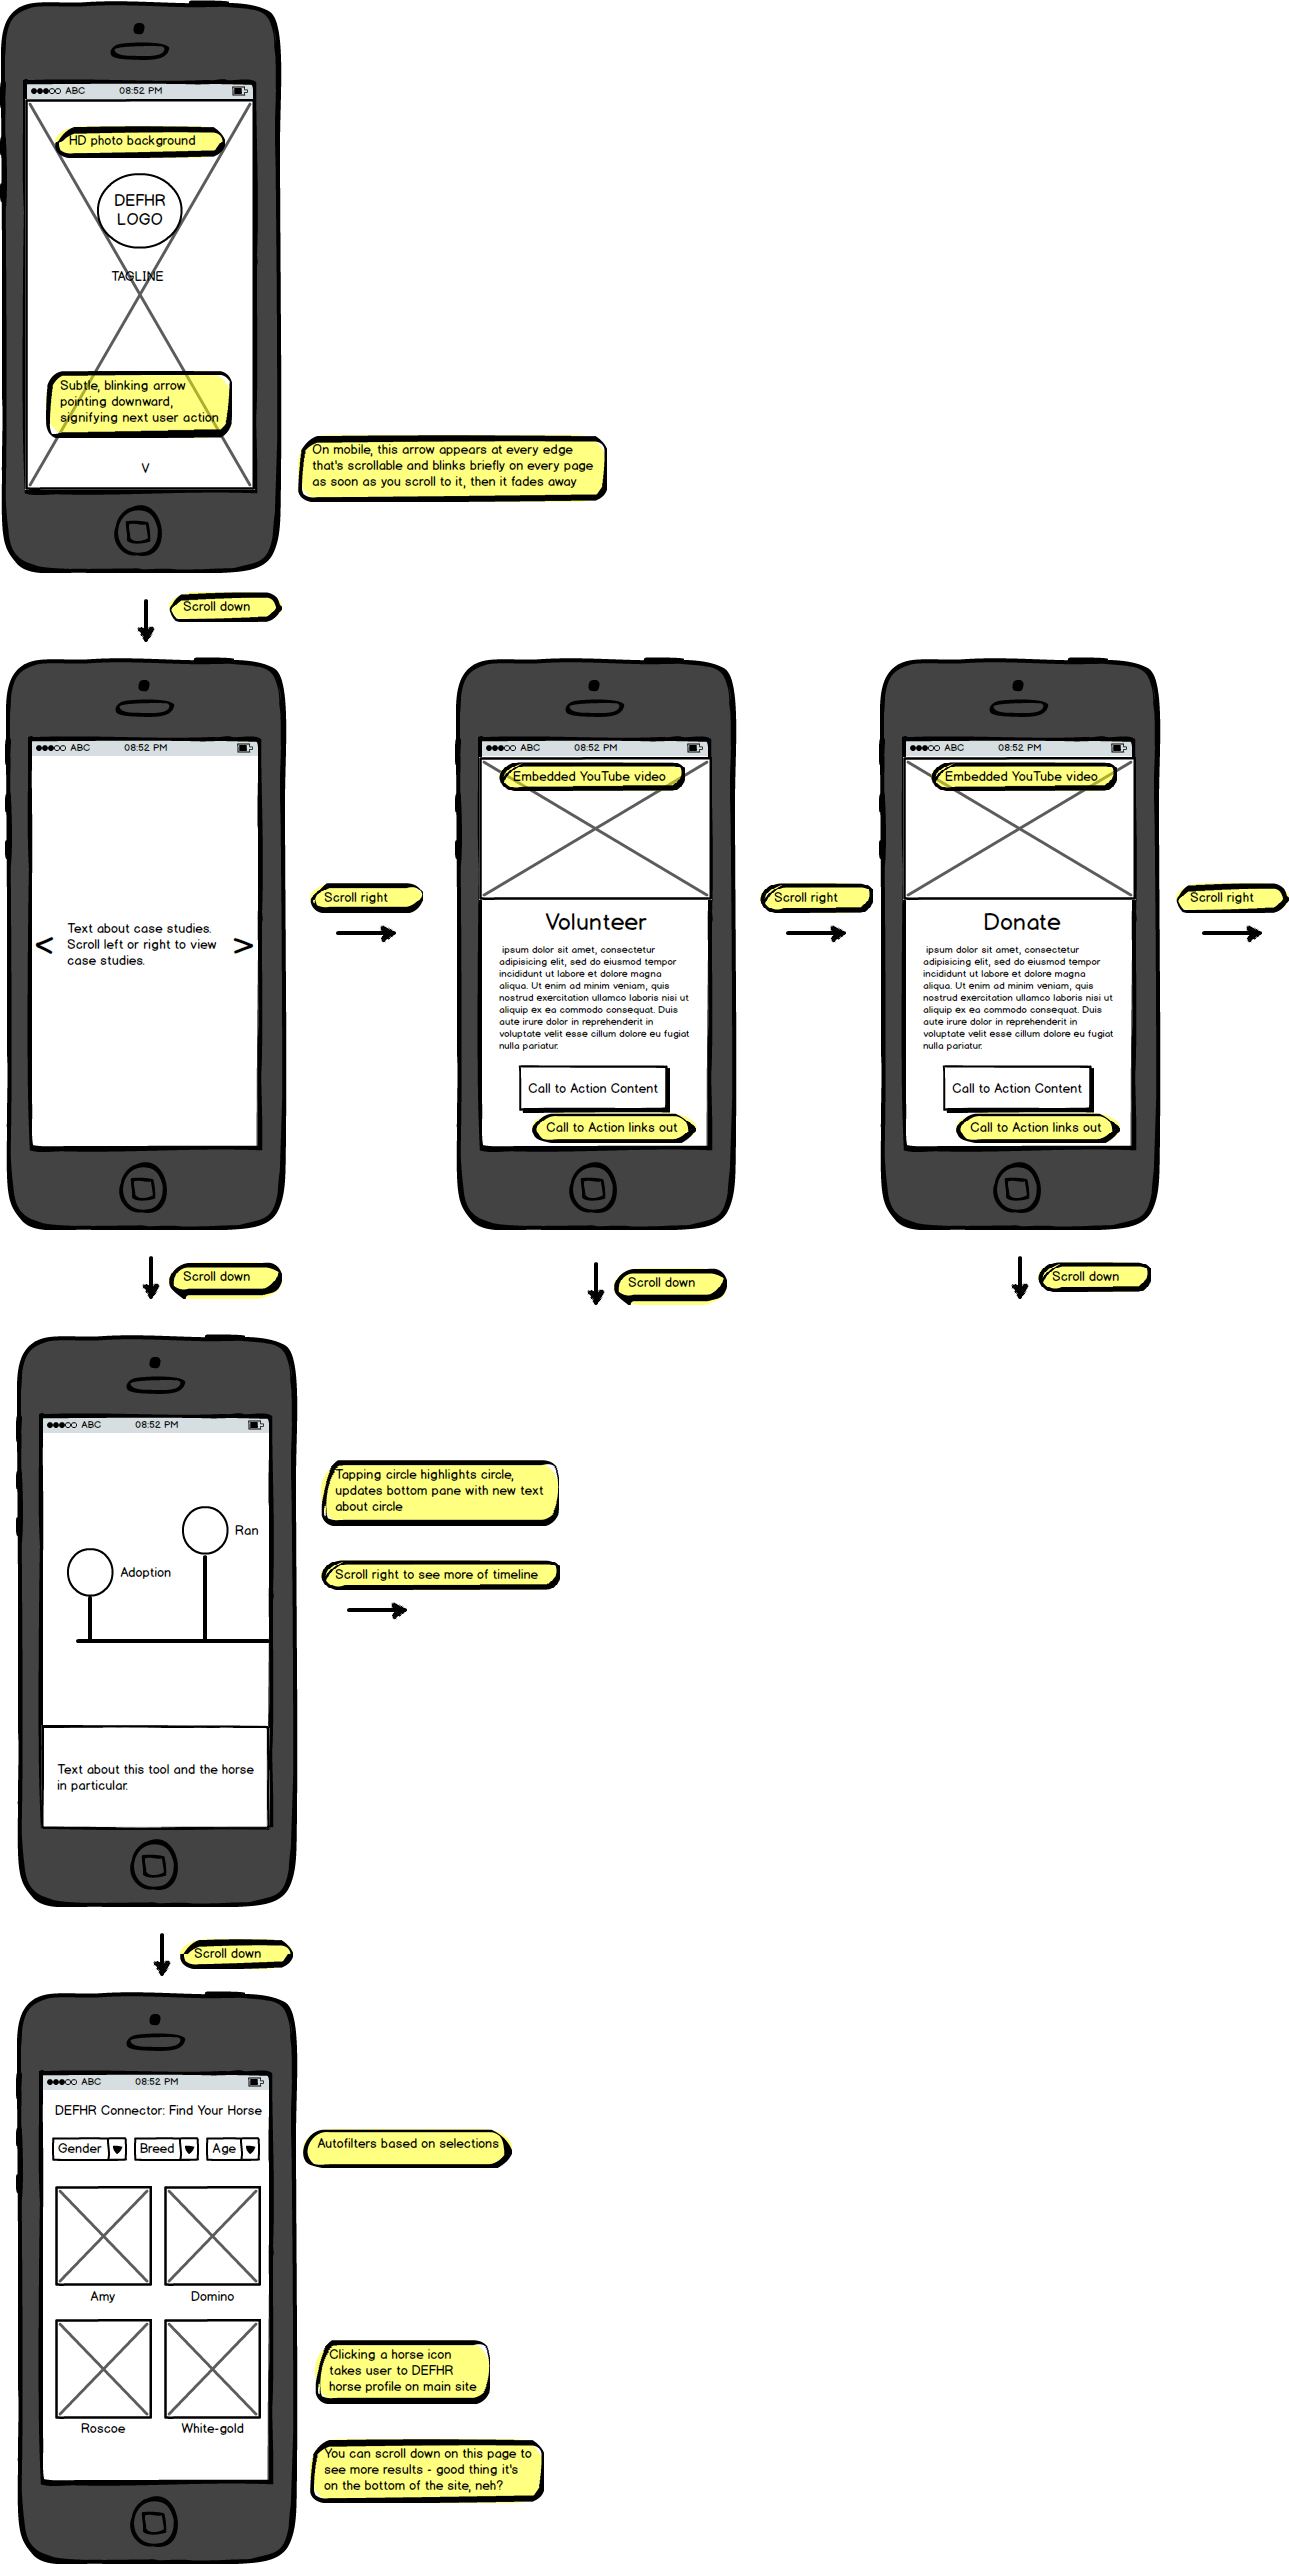 ABC 08:52 PM
HD photo background
DEFHR
LOGO
TAGLINE
Subtle, blinking arrow
pointing downward,
signifying next user action
V
On mobile, this arrow appears at every edge
that's scrollable and blinks briefly on every page
as soon as you scroll to it, then it fades away
Scroll down
ABC 08:52 PM
Text about case studies.
Scroll left or right to view
case studies.
< >
Scroll right
ABC 08:52 PM
Embedded YouTube video
Volunteer
ipsum dolor sit amet, consectetur
adipisicing elit, sed do eiusmod tempor
incididunt ut labore et dolore magna
aliqua. Ut enim ad minim veniam, quis
nostrud exercitation ullamco laboris nisi ut
aliquip ex ea commodo consequat. Duis
aute irure dolor in reprehenderit in
voluptate velit esse cillum dolore eu fugiat
nulla pariatur.
Call to Action Content
Call to Action links out
Scroll right
ABC 08:52 PM
Embedded YouTube video
Donate
ipsum dolor sit amet, consectetur
adipisicing elit, sed do eiusmod tempor
incididunt ut labore et dolore magna
aliqua. Ut enim ad minim veniam, quis
nostrud exercitation ullamco laboris nisi ut
aliquip ex ea commodo consequat. Duis
aute irure dolor in reprehenderit in
voluptate velit esse cillum dolore eu fugiat
nulla pariatur.
Call to Action Content
Call to Action links out
Scroll right
Scroll down
Scroll down
Scroll down
ABC 08:52 PM
Ran
Adoption
Text about this tool and the horse
in particular.
Tapping circle highlights circle,
updates bottom pane with new text
about circle
Scroll right to see more of timeline
Scroll down
ABC 08:52 PM
DEFHR Connector: Find Your Horse
Gender Breed Age
Autofilters based on selections
Amy Domino
Roscoe White-gold
Clicking a horse icon
takes user to DEFHR
horse profile on main site
You can scroll down on this page to
see more results - good thing it's
on the bottom of the site, neh?